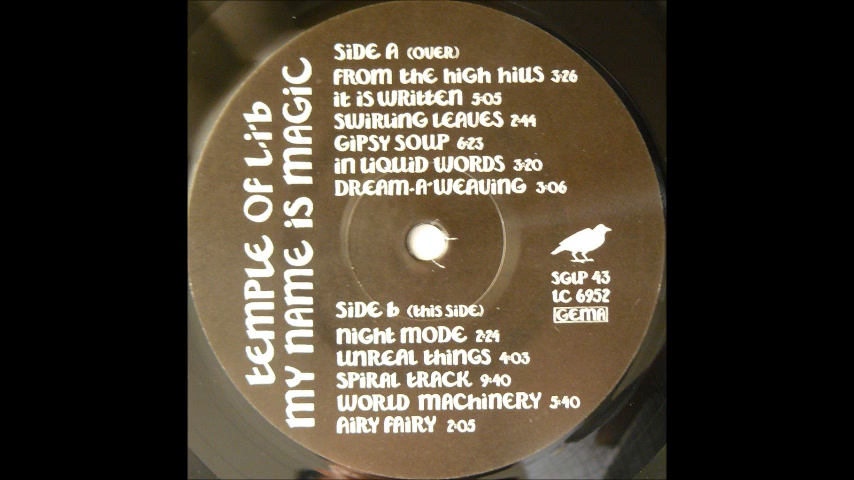 temple of l.i'b
my name is magic
Side A (over)
from the high hills 3·26
it is written 5·05
swirling leaves 2·44
gipsy soup 6·23
in liquid words 3·20
dream-a-weaving 3·06
SGLP 43
LC 6952
GEMA
Side b (this side)
night mode 2·24
unreal things 4·03
spiral track 9·40
world machinery 5·40
airy fairy 2·05